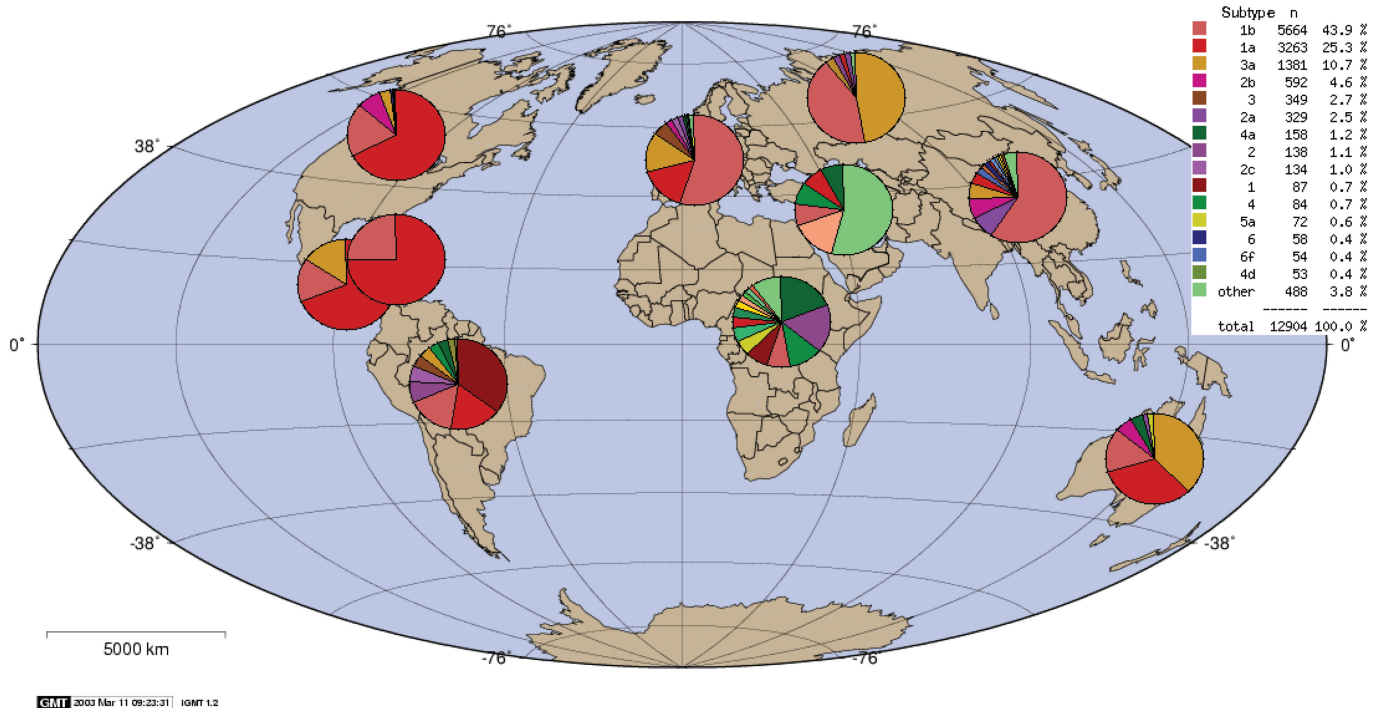 76°
76°
38°
0°
0°
-38°
-38°
-76°
-76°
5000 km
Subtype n
1b 5664 43.9 %
1a 3263 25.3 %
3a 1381 10.7 %
2b 592 4.6 %
3 349 2.7 %
2a 329 2.5 %
4a 158 1.2 %
2 138 1.1 %
2c 134 1.0 %
1 87 0.7 %
4 84 0.7 %
5a 72 0.6 %
6 58 0.4 %
6f 54 0.4 %
4d 53 0.4 %
other 488 3.8 %
------ ------
total 12904 100.0 %
GMT 2003 Mar 11 09:23:31 iGMT 1.2